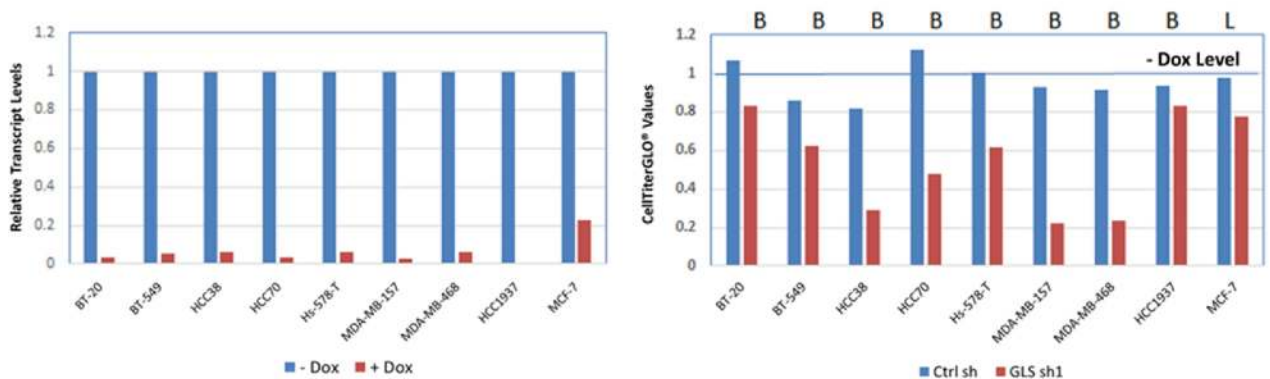 Relative Transcript Levels
1.2
1
0.8
0.6
0.4
0.2
0
BT-20
BT-549
HCC38
HCC70
Hs-578-T
MDA-MB-157
MDA-MB-468
HCC1937
MCF-7
- Dox + Dox
B B B B B B B B L
CellTiterGLO® Values
1.2
1
0.8
0.6
0.4
0.2
0
- Dox Level
BT-20
BT-549
HCC38
HCC70
Hs-578-T
MDA-MB-157
MDA-MB-468
HCC1937
MCF-7
Ctrl sh GLS sh1